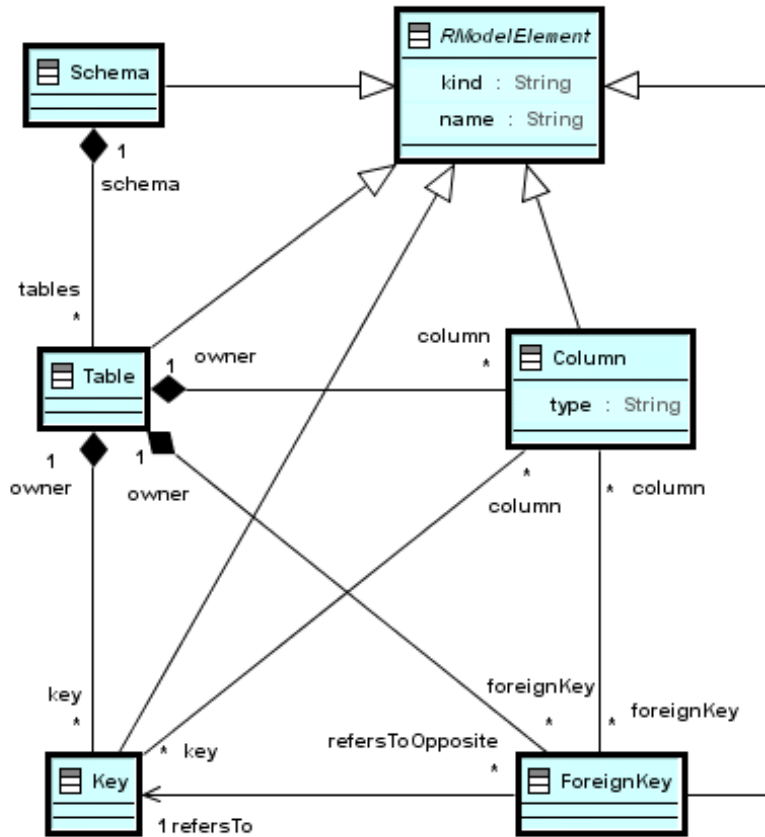 RModelElement
Schema
kind : String
name : String
1
schema
tables
*
column
1
owner
*
Table
Column
type : String
1
1
owner
owner
*
column
*
column
key
foreignKey
*
*
*
foreignKey
*
key
refersToOpposite
*
Key
ForeignKey
1 refersTo